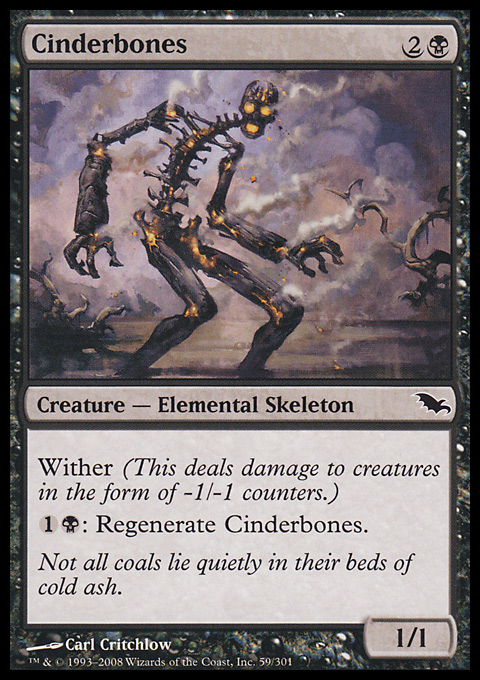 Cinderbones 2
Creature — Elemental Skeleton
Wither (This deals damage to creatures
in the form of -1/-1 counters.)
1: Regenerate Cinderbones.
Not all coals lie quietly in their beds of
cold ash.
Carl Critchlow
1/1
™ & © 1993–2008 Wizards of the Coast, Inc. 59/301